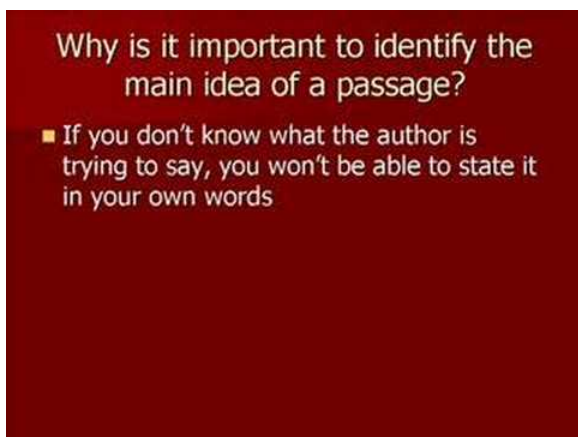 Why is it important to identify the
main idea of a passage?
If you don't know what the author is
trying to say, you won't be able to state it
in your own words